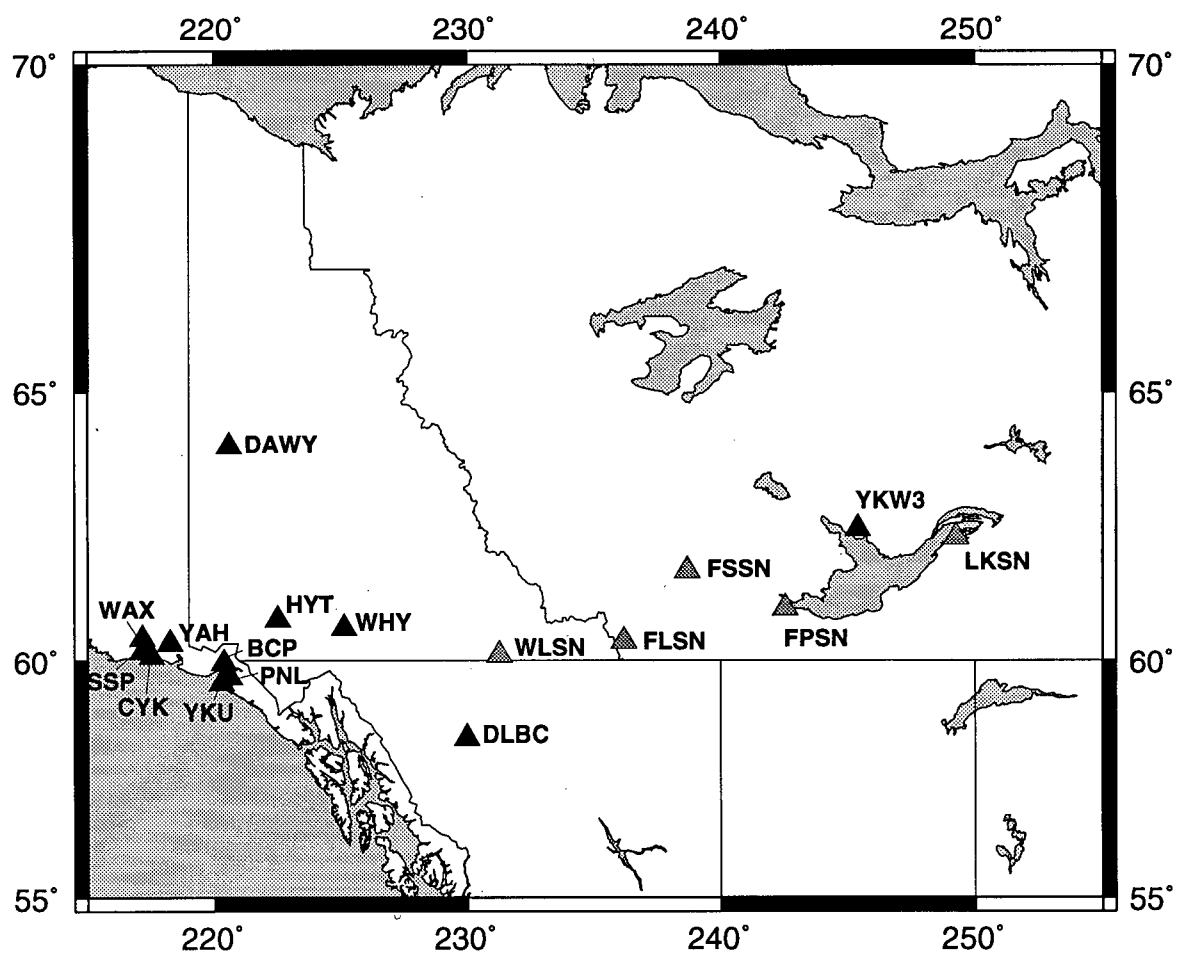 220° 230° 240° 250°
70° 70°
65° 65°
DAWY
YKW3
LKSN
FSSN
WAX HYT
YAH WHY
FPSN
BCP WLSN FLSN
60° 60°
SSP PNL
CYK YKU
DLBC
55° 55°
220° 230° 240° 250°